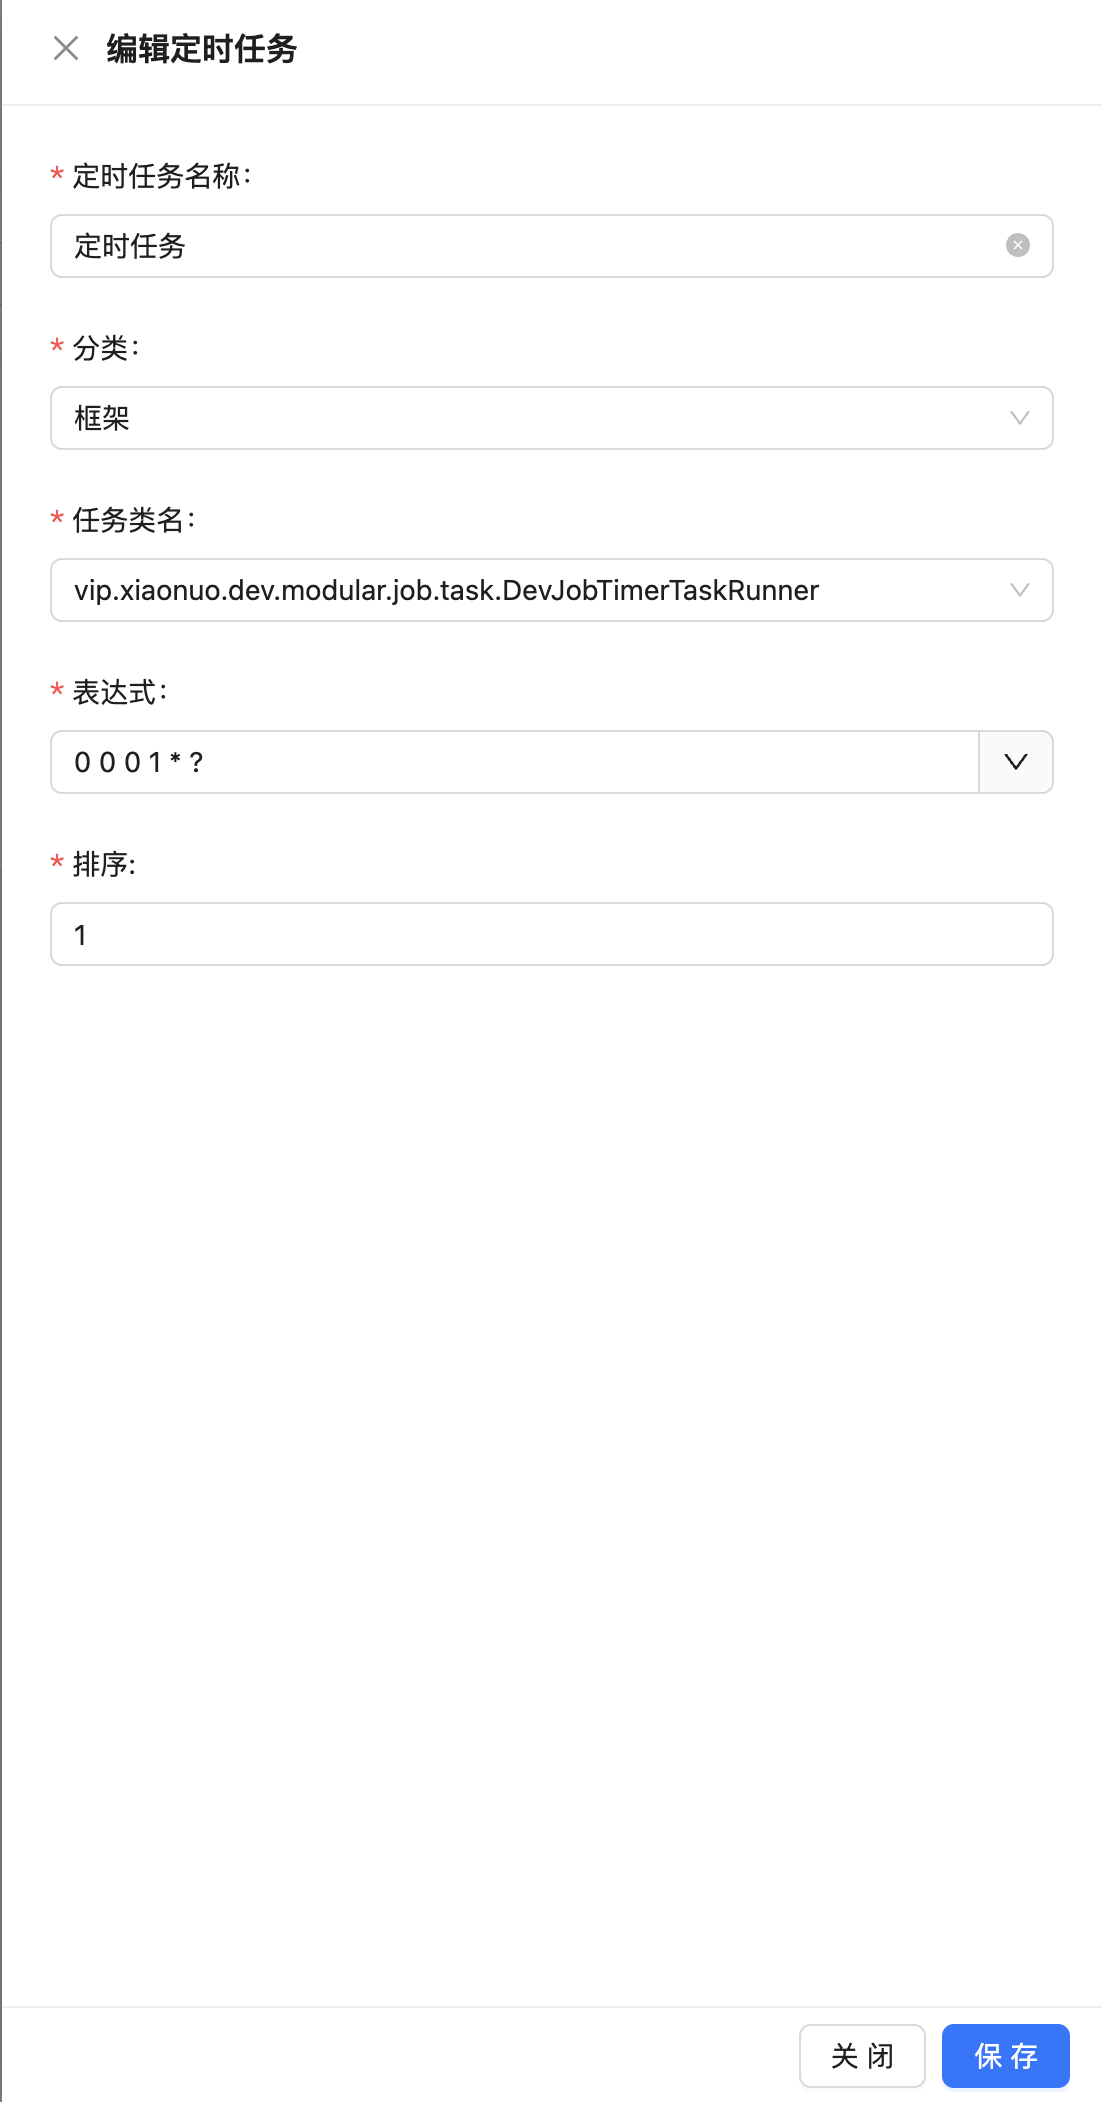 编辑定时任务
* 定时任务名称:
定时任务
* 分类:
框架
* 任务类名:
vip.xiaonuo.dev.modular.job.task.DevJobTimerTaskRunner
* 表达式:
0 0 0 1 * ?
* 排序:
1
关 闭
保 存